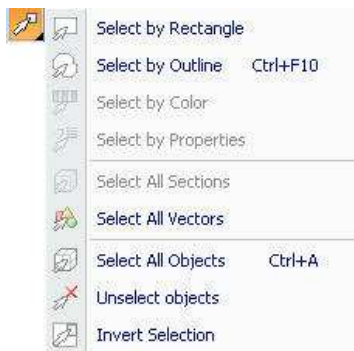 Select by Rectangle
Select by Outline Ctrl+F10
Select by Color
Select by Properties
Select All Sections
Select All Vectors
Select All Objects Ctrl+A
Unselect objects
Invert Selection